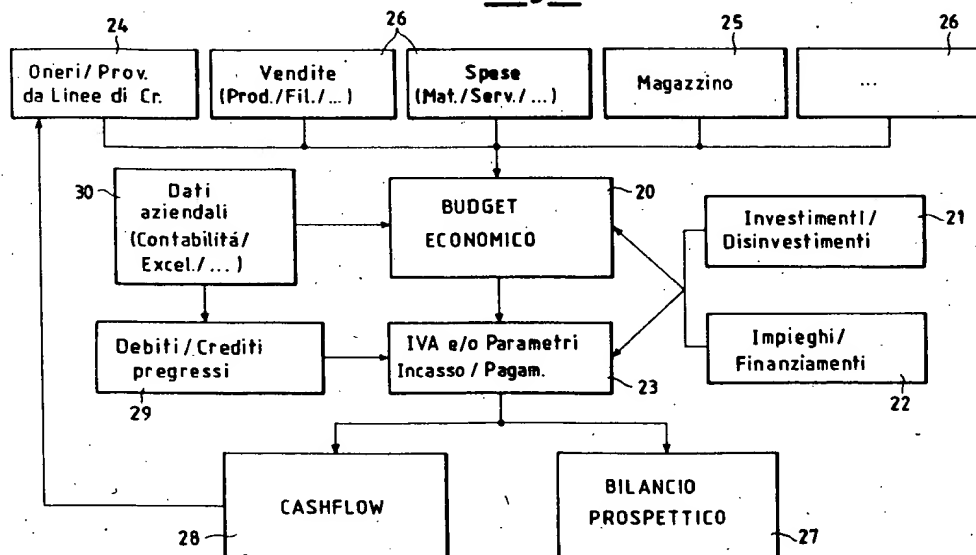 24
26
25
26
Oneri/ Prov.
da Linee di Cr.
Vendite
(Prod./Fil./...)
Spese
(Mat./Serv./...)
Magazzino
...
30
Dati
aziendali
(Contabilitá/
Excel./...)
20
BUDGET
ECONOMICO
Investimenti/
Disinvestimenti
21
Debiti/Crediti
pregressi
29
IVA e/o Parametri
Incasso/Pagam.
23
Impieghi/
Finanziamenti
22
CASHFLOW
28
BILANCIO
PROSPETTICO
27